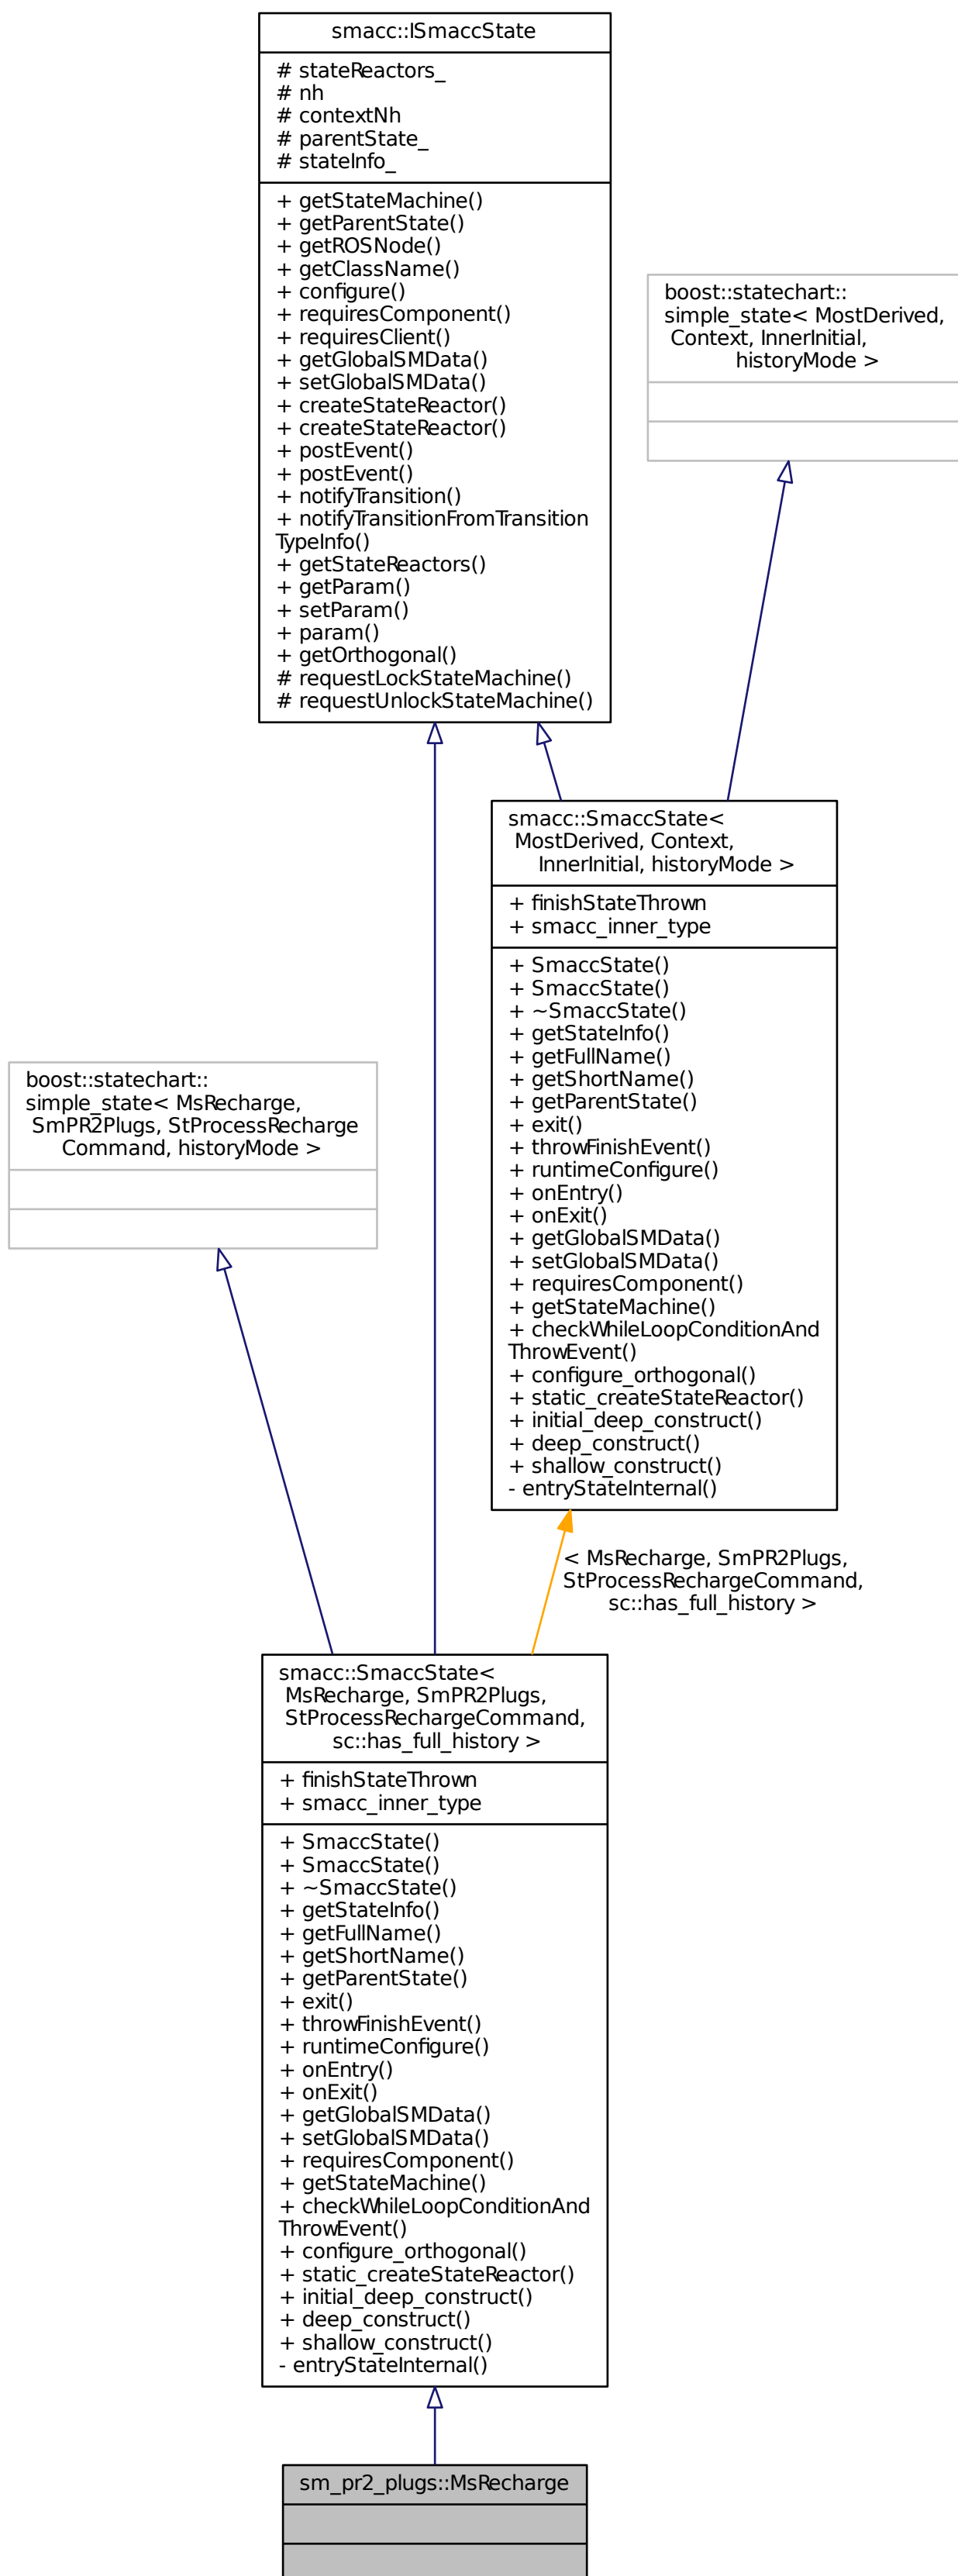 smacc::ISmaccState
# stateReactors_
# nh
# contextNh
# parentState_
# stateInfo_
+ getStateMachine()
+ getParentState()
+ getROSNode()
+ getClassName()
+ configure()
+ requiresComponent()
+ requiresClient()
+ getGlobalSMData()
+ setGlobalSMData()
+ createStateReactor()
+ createStateReactor()
+ postEvent()
+ postEvent()
+ notifyTransition()
+ notifyTransitionFromTransition
TypeInfo()
+ getStateReactors()
+ getParam()
+ setParam()
+ param()
+ getOrthogonal()
# requestLockStateMachine()
# requestUnlockStateMachine()
boost::statechart::
simple_state< MostDerived,
Context, InnerInitial,
historyMode >
smacc::SmaccState<
MostDerived, Context,
InnerInitial, historyMode >
+ finishStateThrown
+ smacc_inner_type
+ SmaccState()
+ SmaccState()
+ ~SmaccState()
+ getStateInfo()
+ getFullName()
+ getShortName()
+ getParentState()
+ exit()
+ throwFinishEvent()
+ runtimeConfigure()
+ onEntry()
+ onExit()
+ getGlobalSMData()
+ setGlobalSMData()
+ requiresComponent()
+ getStateMachine()
+ checkWhileLoopConditionAnd
ThrowEvent()
+ configure_orthogonal()
+ static_createStateReactor()
+ initial_deep_construct()
+ deep_construct()
+ shallow_construct()
- entryStateInternal()
boost::statechart::
simple_state< MsRecharge,
SmPR2Plugs, StProcessRecharge
Command, historyMode >
< MsRecharge, SmPR2Plugs,
StProcessRechargeCommand,
sc::has_full_history >
smacc::SmaccState<
MsRecharge, SmPR2Plugs,
StProcessRechargeCommand,
sc::has_full_history >
+ finishStateThrown
+ smacc_inner_type
+ SmaccState()
+ SmaccState()
+ ~SmaccState()
+ getStateInfo()
+ getFullName()
+ getShortName()
+ getParentState()
+ exit()
+ throwFinishEvent()
+ runtimeConfigure()
+ onEntry()
+ onExit()
+ getGlobalSMData()
+ setGlobalSMData()
+ requiresComponent()
+ getStateMachine()
+ checkWhileLoopConditionAnd
ThrowEvent()
+ configure_orthogonal()
+ static_createStateReactor()
+ initial_deep_construct()
+ deep_construct()
+ shallow_construct()
- entryStateInternal()
sm_pr2_plugs::MsRecharge